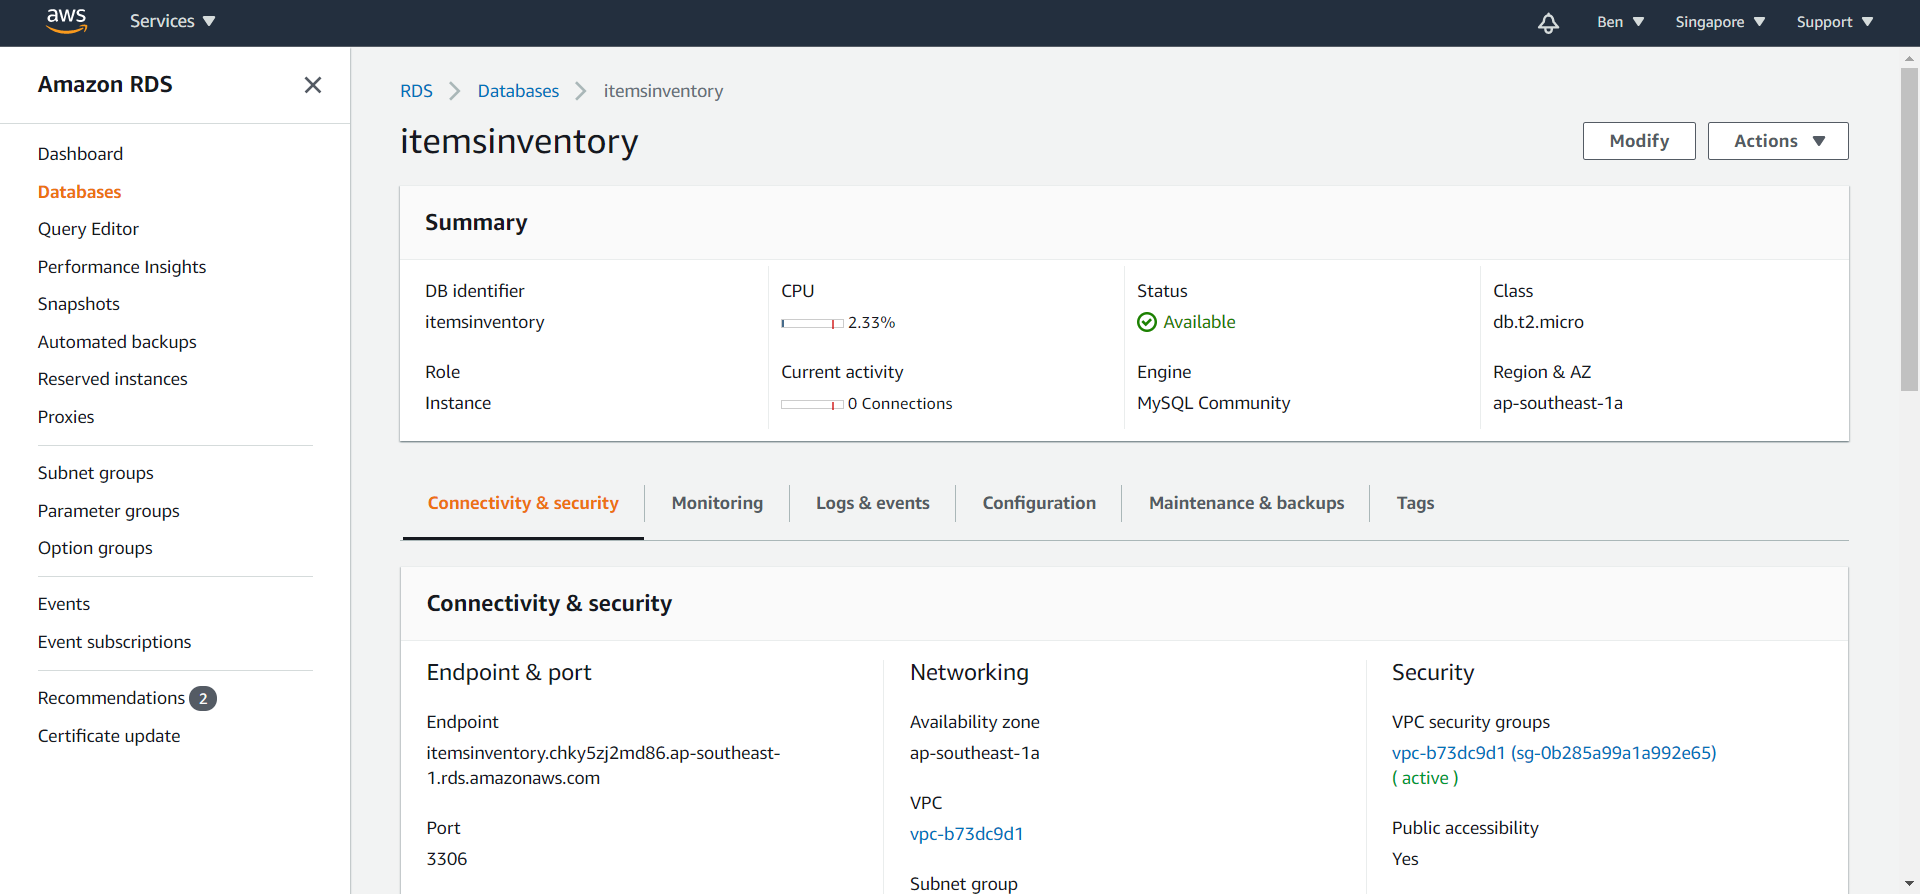 aws
Services
Ben
Singapore
Support
Amazon RDS
Dashboard
Databases
Query Editor
Performance Insights
Snapshots
Automated backups
Reserved instances
Proxies
Subnet groups
Parameter groups
Option groups
Events
Event subscriptions
Recommendations 2
Certificate update
RDS > Databases > itemsinventory
itemsinventory
Modify
Actions
Summary
DB identifier
itemsinventory
CPU
2.33%
Status
Available
Class
db.t2.micro
Role
Instance
Current activity
0 Connections
Engine
MySQL Community
Region & AZ
ap-southeast-1a
Connectivity & security
Monitoring
Logs & events
Configuration
Maintenance & backups
Tags
Connectivity & security
Endpoint & port
Endpoint
itemsinventory.chky5zj2md86.ap-southeast-
1.rds.amazonaws.com
Port
3306
Networking
Availability zone
ap-southeast-1a
VPC
vpc-b73dc9d1
Subnet group
Security
VPC security groups
vpc-b73dc9d1 (sg-0b285a99a1a992e65)
( active )
Public accessibility
Yes